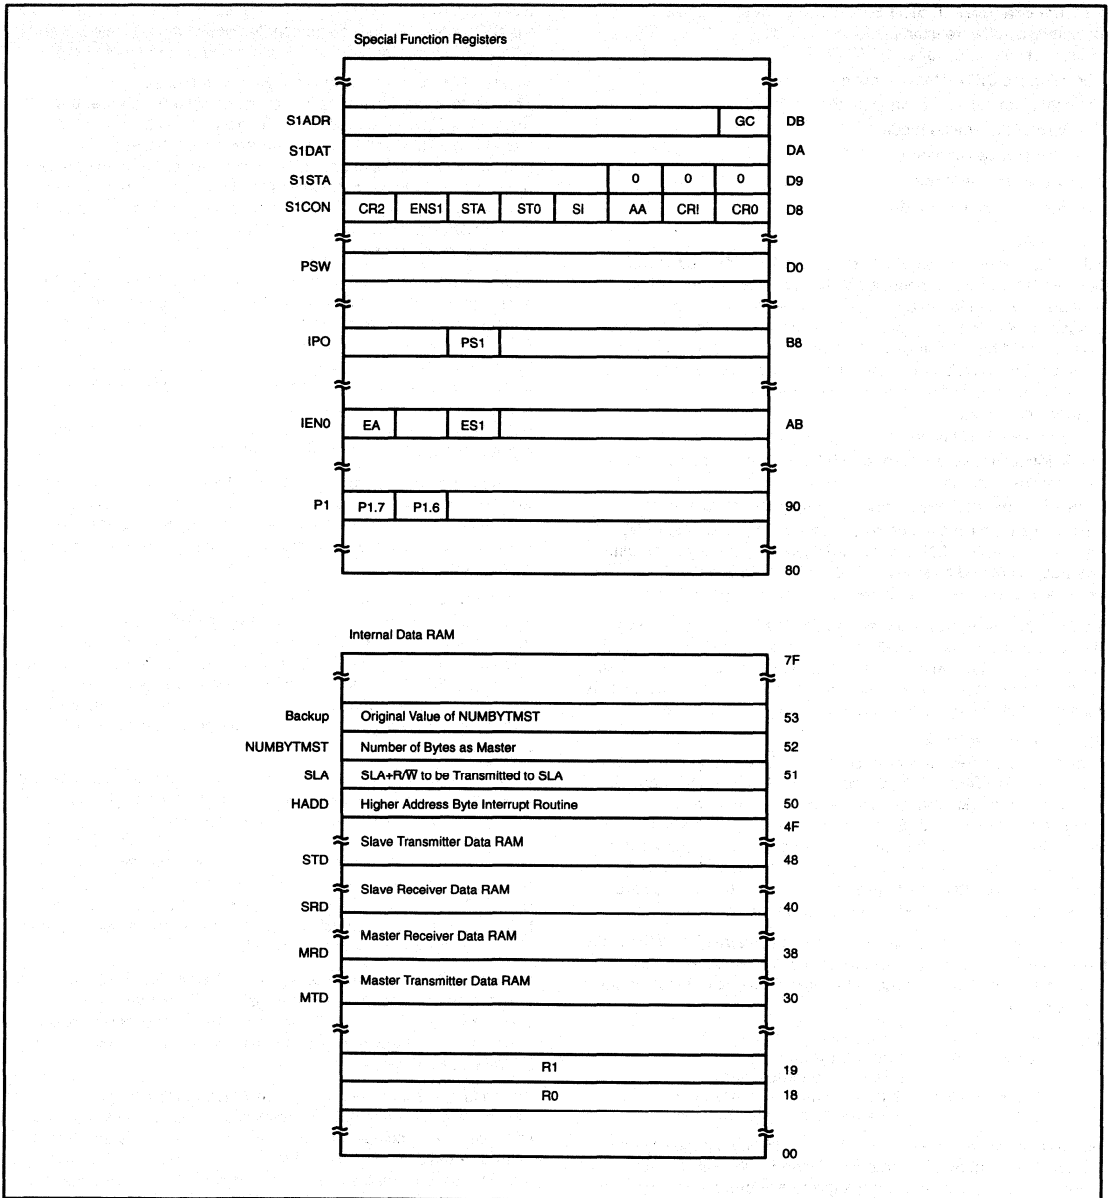 Special Function Registers
S1ADR GC DB
S1DAT DA
S1STA 0 0 0 D9
S1CON CR2 ENS1 STA ST0 SI AA CR! CR0 D8
PSW D0
IPO PS1 B8
IEN0 EA ES1 AB
P1 P1.7 P1.6 90
80
Internal Data RAM
7F
Backup Original Value of NUMBYTMST 53
NUMBYTMST Number of Bytes as Master 52
SLA SLA+R/W̅ to be Transmitted to SLA 51
HADD Higher Address Byte Interrupt Routine 50
4F
Slave Transmitter Data RAM
STD 48
Slave Receiver Data RAM
SRD 40
Master Receiver Data RAM
MRD 38
Master Transmitter Data RAM
MTD 30
R1 19
R0 18
00